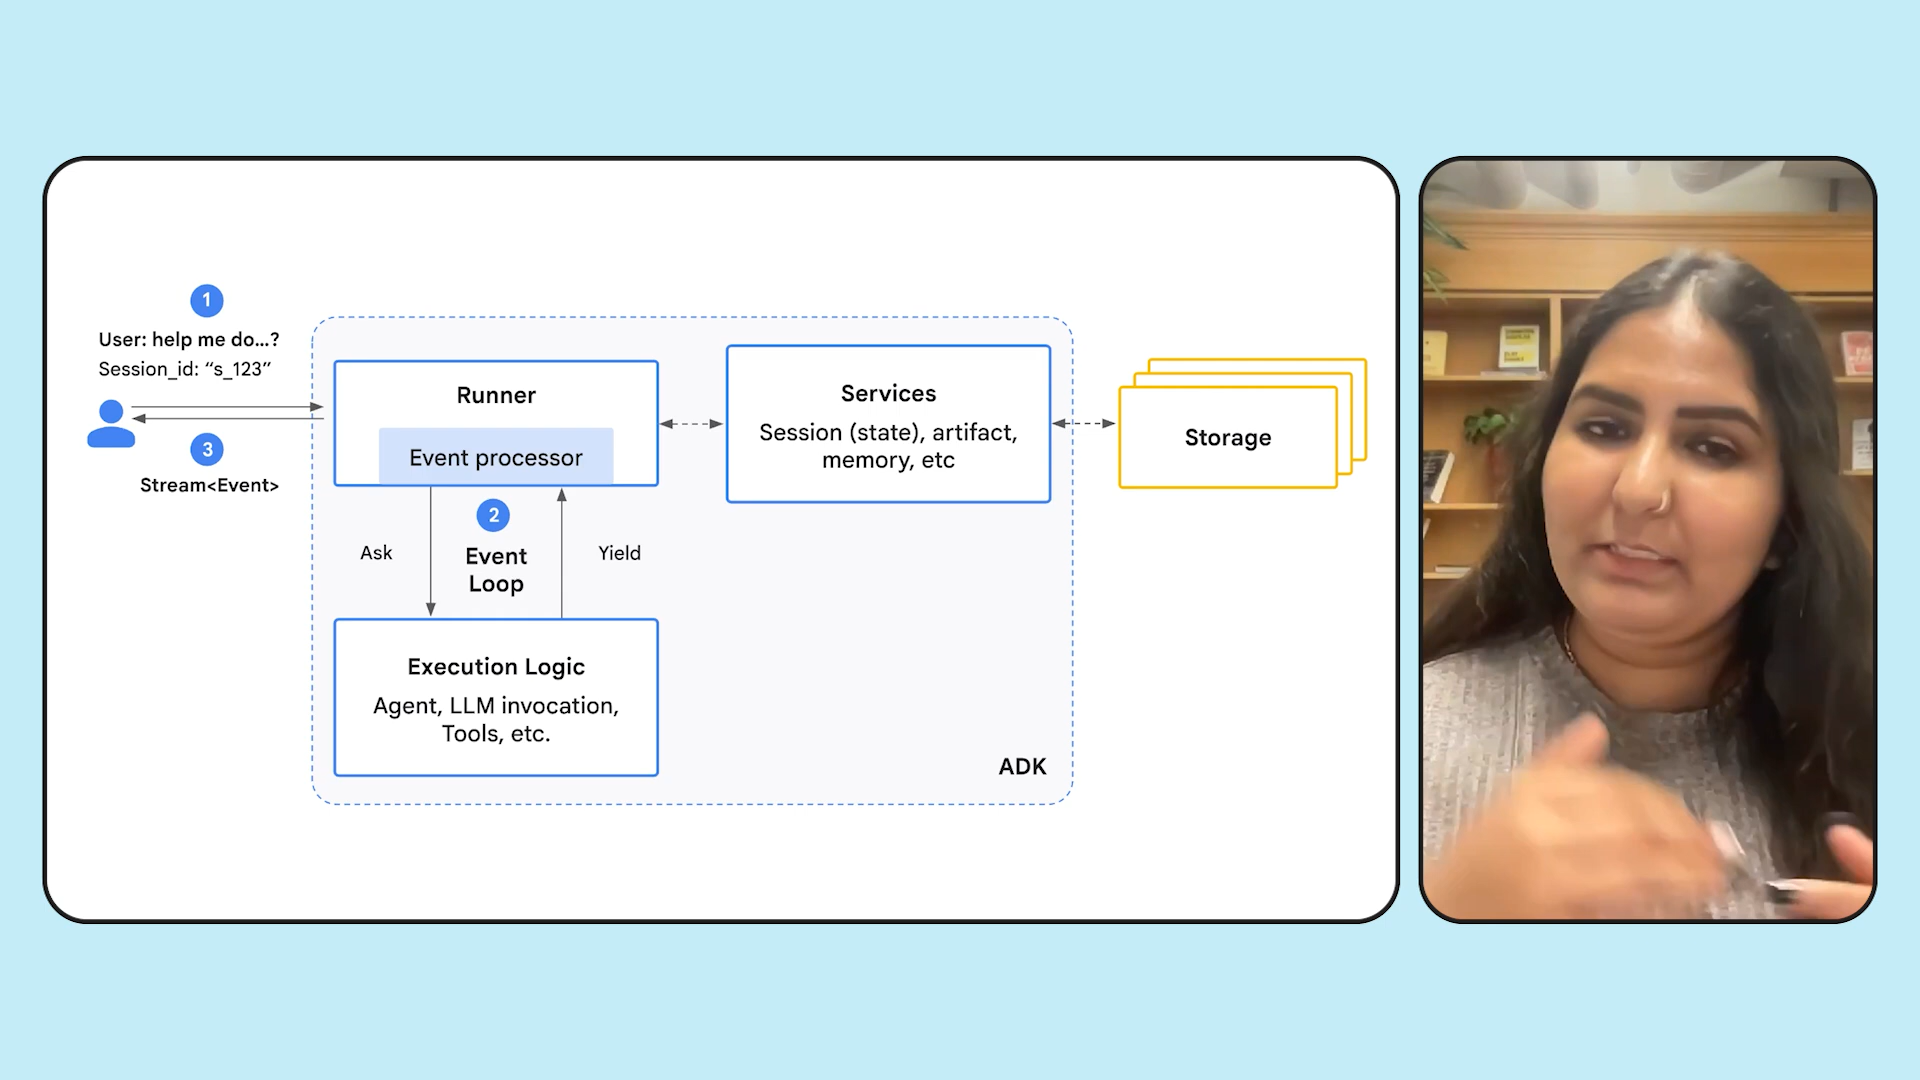 1
User: help me do...?
Session_id: “s_123”
3
Stream<Event>
Runner
Event processor
2
Event
Loop
Ask
Yield
Execution Logic
Agent, LLM invocation,
Tools, etc.
Services
Session (state), artifact,
memory, etc
Storage
ADK